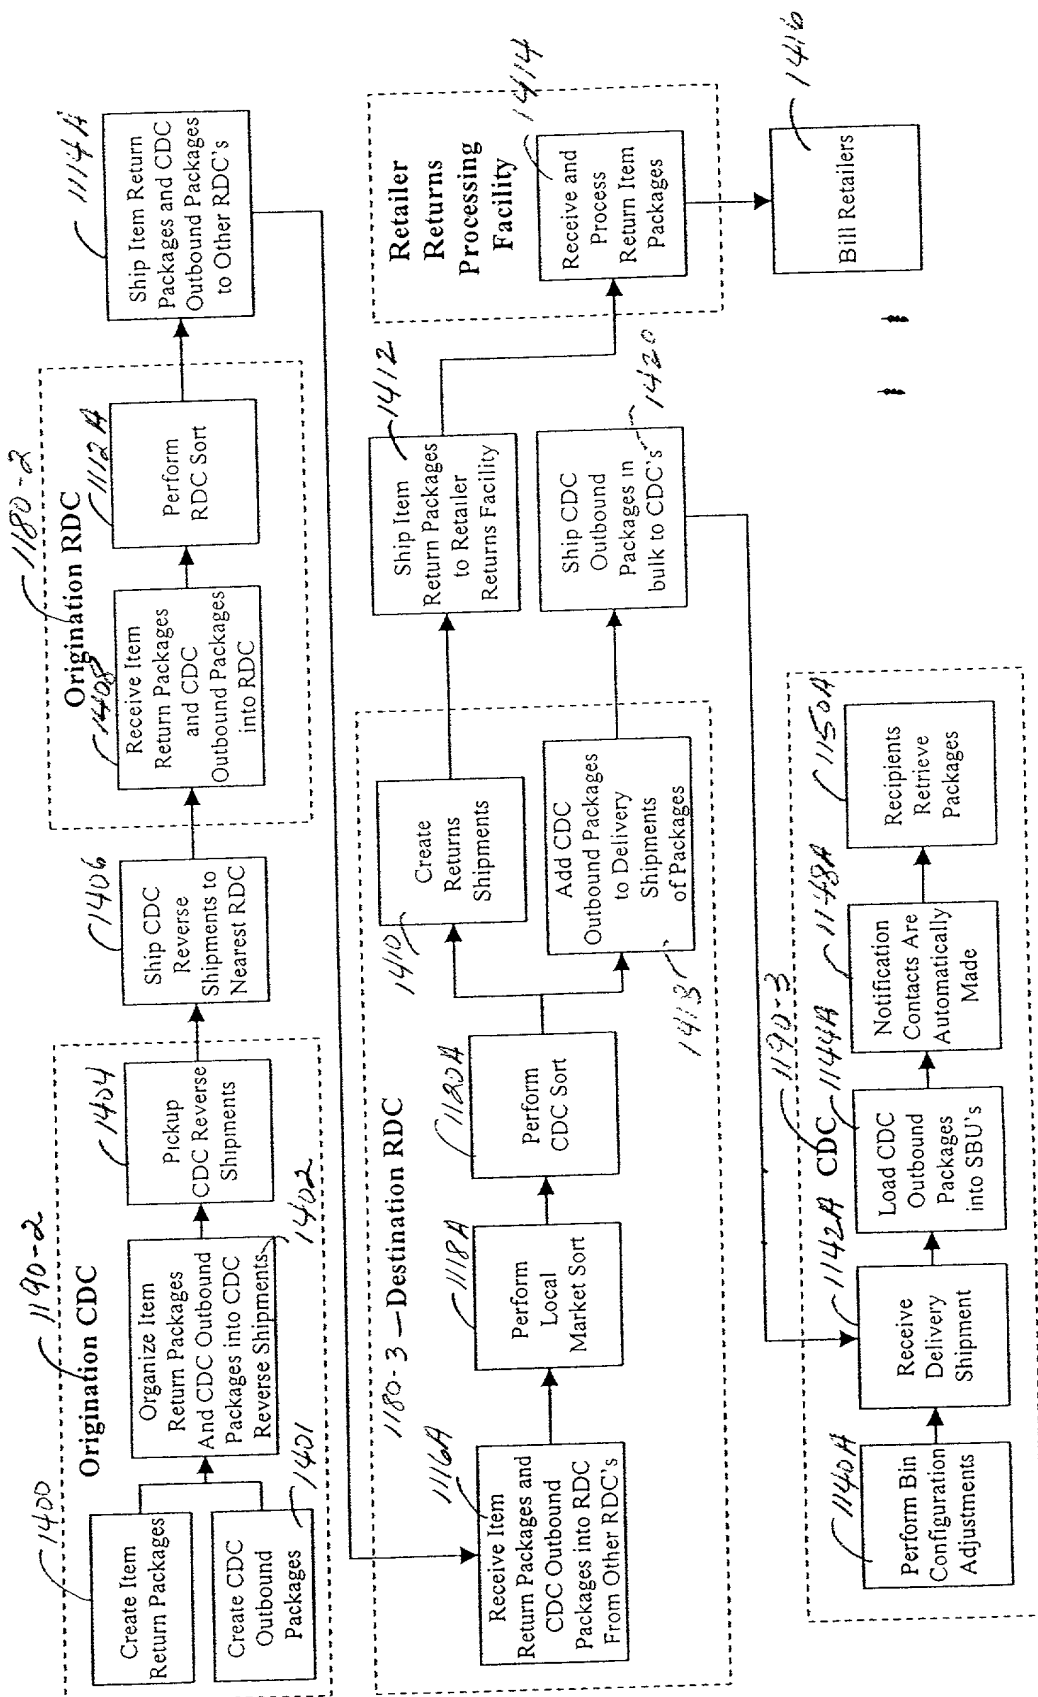 1190-2
Origination CDC
1400
Create Item
Return Packages
Create CDC
Outbound
Packages
1401
Organize Item
Return Packages
And CDC Outbound
Packages into CDC
Reverse Shipments
1402
1404
Pickup
CDC Reverse
Shipments
1406
Ship CDC
Reverse
Shipments to
Nearest RDC
1180-2
Origination RDC
1408
Receive Item
Return Packages
and CDC
Outbound Packages
into RDC
1112A
Perform
RDC Sort
1114A
Ship Item Return
Packages and CDC
Outbound Packages
to Other RDC's
1180-3
Destination RDC
1116A
Receive Item
Return Packages and
CDC Outbound
Packages into RDC
From Other RDC's
1118A
Perform
Local
Market Sort
1120A
Perform
CDC Sort
1410
Create
Returns
Shipments
Add CDC
Outbound Packages
to Delivery
Shipments
of Packages
1418
1412
Ship Item
Return Packages
to Retailer
Returns Facility
Ship CDC
Outbound
Packages in
bulk to CDC's
1420
Retailer
Returns
Processing
Facility
1414
Receive and
Process
Return Item
Packages
Bill Retailers
1416
1190-3
CDC
1140A
Perform Bin
Configuration
Adjustments
1142A
Receive
Delivery
Shipment
1144A
Load CDC
Outbound
Packages
into SBU's
1148A
Notification
Contacts Are
Automatically
Made
1150A
Recipients
Retrieve
Packages